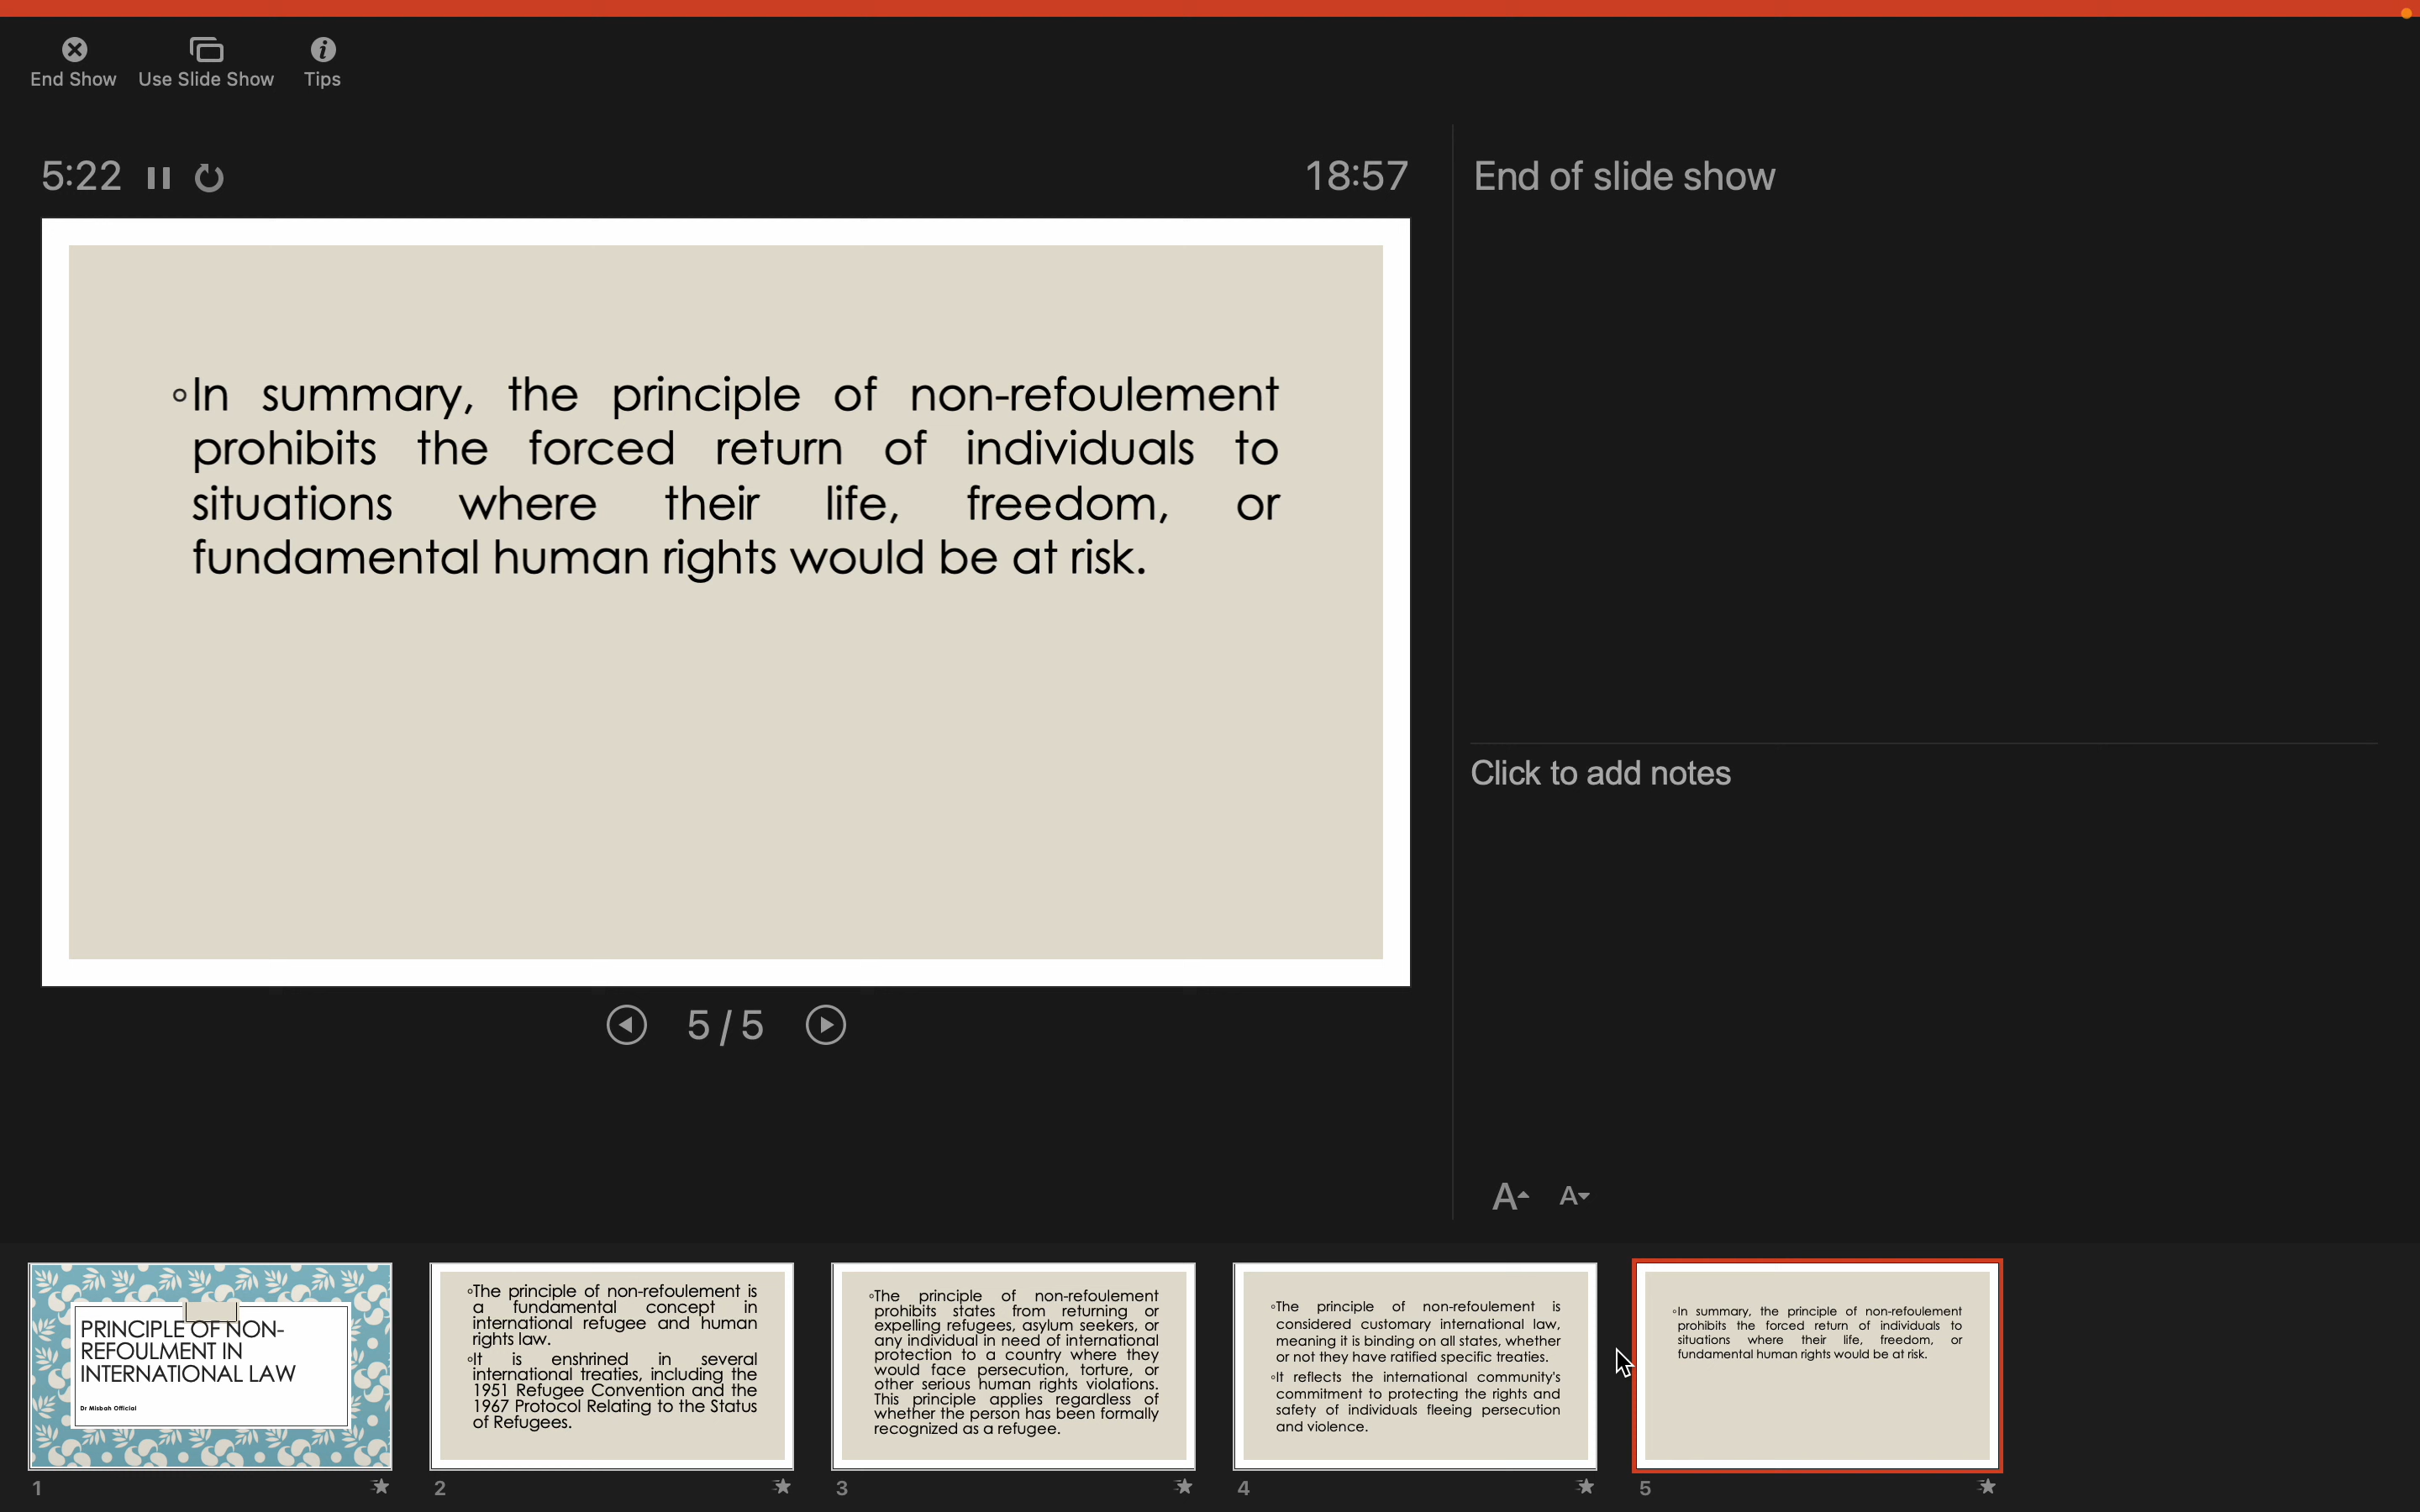 End Show
Use Slide Show
Tips
5:22
18:57
End of slide show
◦In summary, the principle of non-refoulement
prohibits the forced return of individuals to
situations where their life, freedom, or
fundamental human rights would be at risk.
Click to add notes
5 / 5
A A
PRINCIPLE OF NON-
REFOULMENT IN
INTERNATIONAL LAW
Dr Misbah Official
1
◦The principle of non-refoulement is
a fundamental concept in
international refugee and human
rights law.
◦It is enshrined in several
international treaties, including the
1951 Refugee Convention and the
1967 Protocol Relating to the Status
of Refugees.
2
◦The principle of non-refoulement
prohibits states from returning or
expelling refugees, asylum seekers, or
any individual in need of international
protection to a country where they
would face persecution, torture, or
other serious human rights violations.
This principle applies regardless of
whether the person has been formally
recognized as a refugee.
3
◦The principle of non-refoulement is
considered customary international law,
meaning it is binding on all states, whether
or not they have ratified specific treaties.
◦It reflects the international community's
commitment to protecting the rights and
safety of individuals fleeing persecution
and violence.
4
◦In summary, the principle of non-refoulement
prohibits the forced return of individuals to
situations where their life, freedom, or
fundamental human rights would be at risk.
5